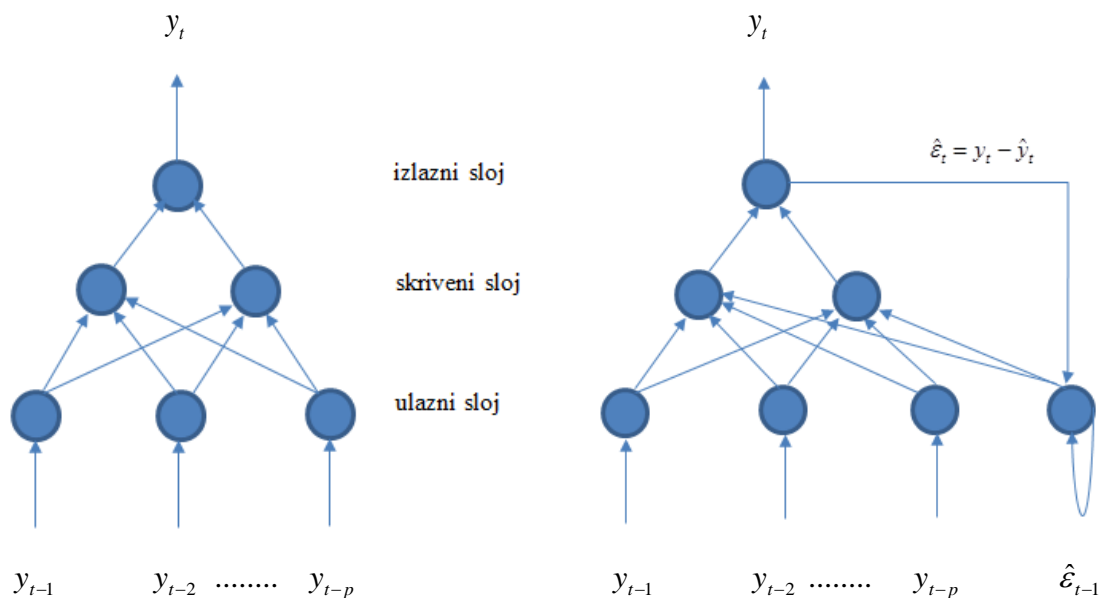 y_t
y_t
ε̂_t = y_t − ŷ_t
izlazni sloj
skriveni sloj
ulazni sloj
y_{t−1} y_{t−2} ........ y_{t−p}
y_{t−1} y_{t−2} ........ y_{t−p} ε̂_{t−1}